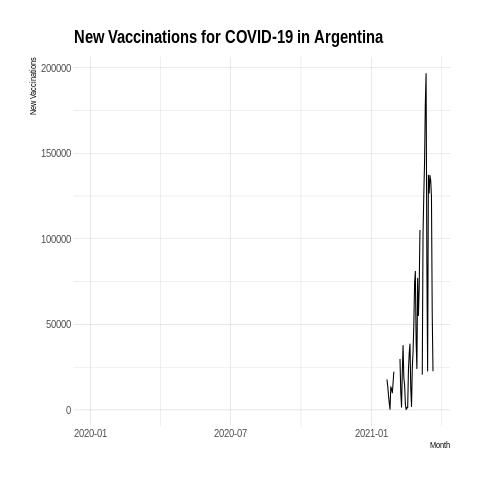 New Vaccinations for COVID-19 in Argentina
New Vaccinations
200000
150000
100000
50000
0
2020-01
2020-07
2021-01
Month